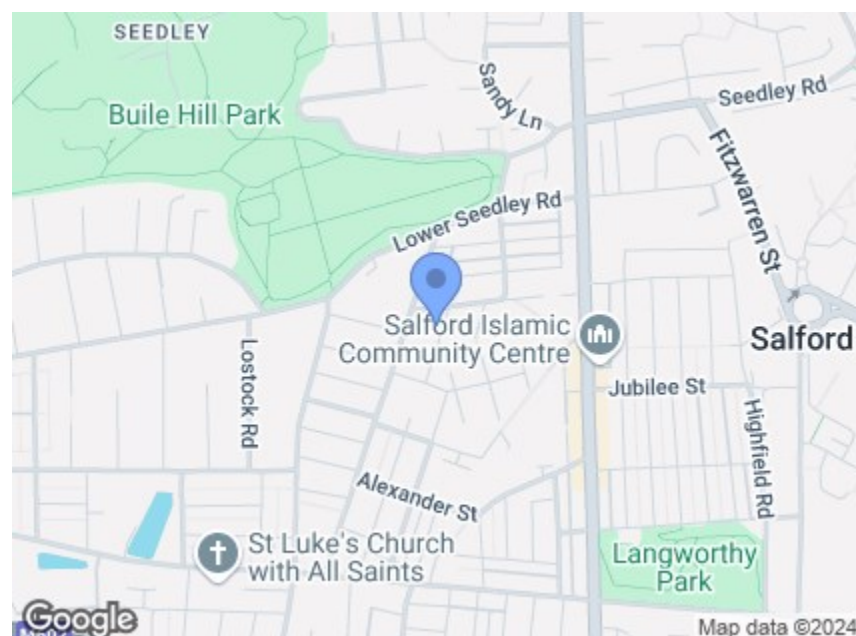 SEEDLEY
Buile Hill Park
Sandy Ln
Seedley Rd
Fitzwarren St
Lower Seedley Rd
Salford Islamic
Community Centre
Salford
Lostock Rd
Jubilee St
Highfield Rd
Alexander St
St Luke's Church
with All Saints
Langworthy
Park
Google
Map data ©2024